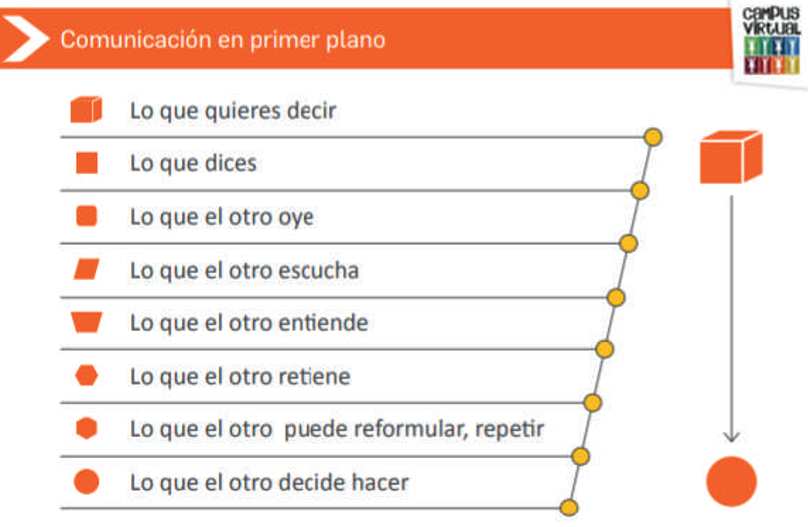 Comunicación en primer plano
CAMPUS
VIRTUAL
Lo que quieres decir
Lo que dices
Lo que el otro oye
Lo que el otro escucha
Lo que el otro entiende
Lo que el otro retiene
Lo que el otro puede reformular, repetir
Lo que el otro decide hacer